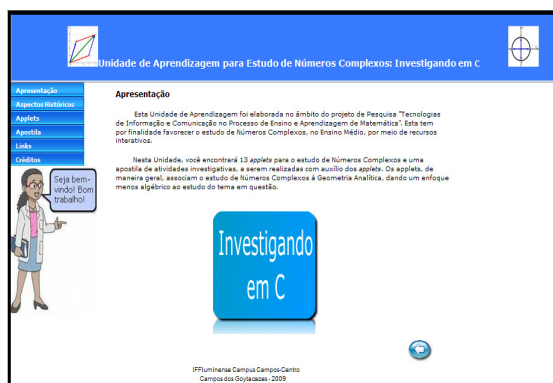 Unidade de Aprendizagem para Estudo de Números Complexos: Investigando em C
Apresentação
Aspectos Históricos
Applets
Apostila
Links
Créditos
Seja bem-
vindo! Bom
trabalho!
Apresentação
Esta Unidade de Aprendizagem foi elaborada no âmbito do projeto de Pesquisa "Tecnologias
de Informação e Comunicação no Processo de Ensino e Aprendizagem de Matemática". Esta tem
por finalidade favorecer o estudo de Números Complexos, no Ensino Médio, por meio de recursos
interativos.
Nesta Unidade, você encontrará 13 applets para o estudo de Números Complexos e uma
apostila de atividades investigativas, a serem realizadas com auxílio dos applets. Os applets, de
maneira geral, associam o estudo de Números Complexos à Geometria Analítica, dando um enfoque
menos algébrico ao estudo do tema em questão.
Investigando
em C
IFFluminense Campus Campos-Centro
Campos dos Goytacazes - 2009